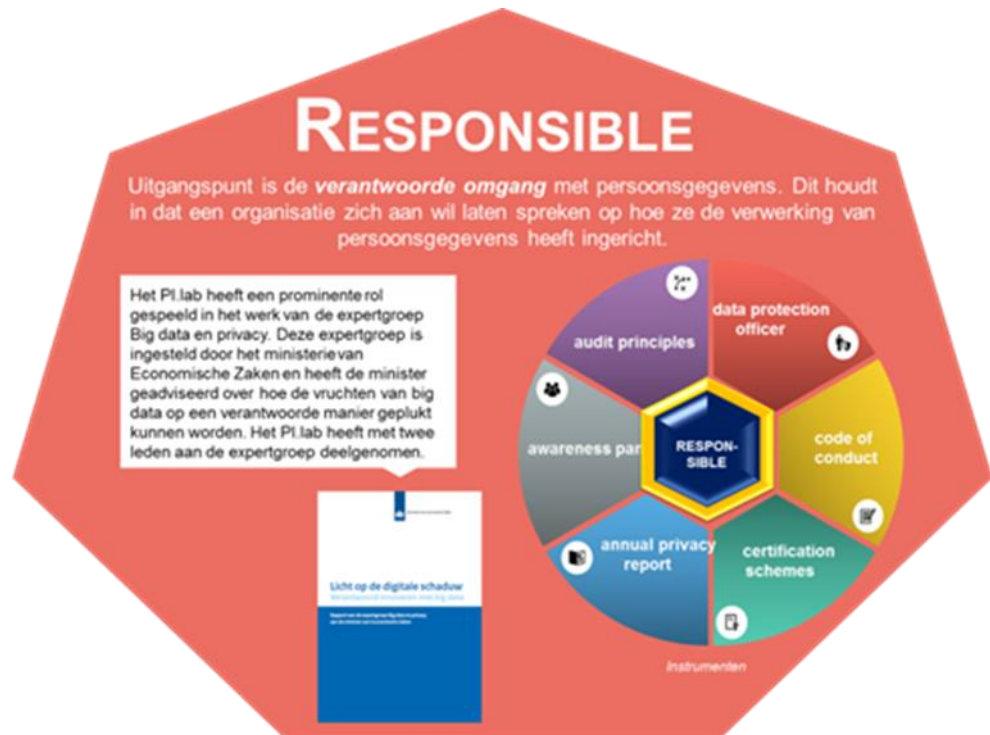 RESPONSIBLE
Uitgangspunt is de verantwoorde omgang met persoonsgegevens. Dit houdt
in dat een organisatie zich aan wil laten spreken op hoe ze de verwerking van
persoonsgegevens heeft ingericht.
Het PI.lab heeft een prominente rol
gespeeld in het werk van de expertgroep
Big data en privacy. Deze expertgroep is
ingesteld door het ministerie van
Economische Zaken en heeft de minister
geadviseerd over hoe de vruchten van big
data op een verantwoorde manier geplukt
kunnen worden. Het PI.lab heeft met twee
leden aan de expertgroep deelgenomen.
audit principles
data protection
officer
awareness par
RESPON-
SIBLE
code of
conduct
annual privacy
report
certification
schemes
Instrumenten
Licht op de digitale schaduw
Verantwoord innoveren met big data